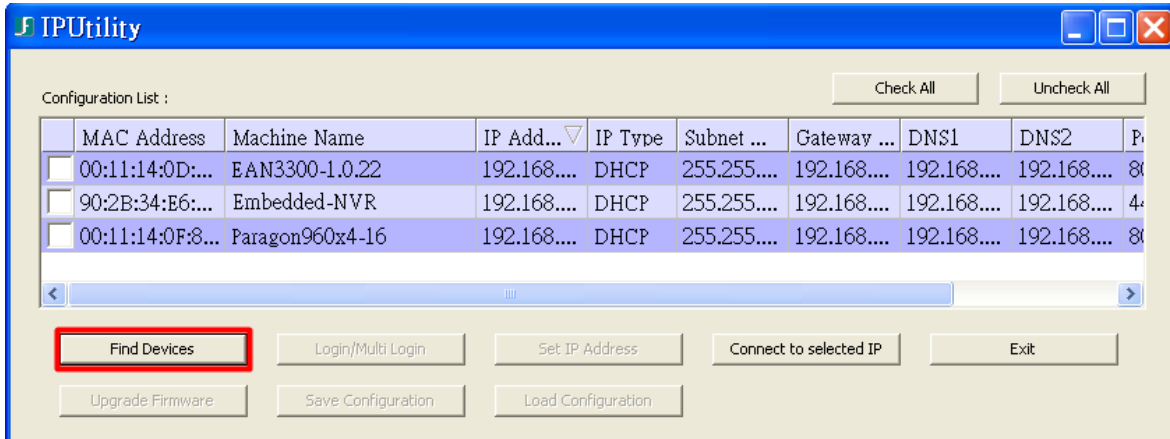 IPUtility
Check All Uncheck All
Configuration List :
MAC Address Machine Name IP Add... IP Type Subnet ... Gateway ... DNS1 DNS2
00:11:14:0D:... EAN3300-1.0.22 192.168.... DHCP 255.255.... 192.168.... 192.168.... 192.168.... 80
90:2B:34:E6:... Embedded-NVR 192.168.... DHCP 255.255.... 192.168.... 192.168.... 192.168.... 44
00:11:14:0F:8... Paragon960x4-16 192.168.... DHCP 255.255.... 192.168.... 192.168.... 192.168.... 80
Find Devices Login/Multi Login Set IP Address Connect to selected IP Exit
Upgrade Firmware Save Configuration Load Configuration